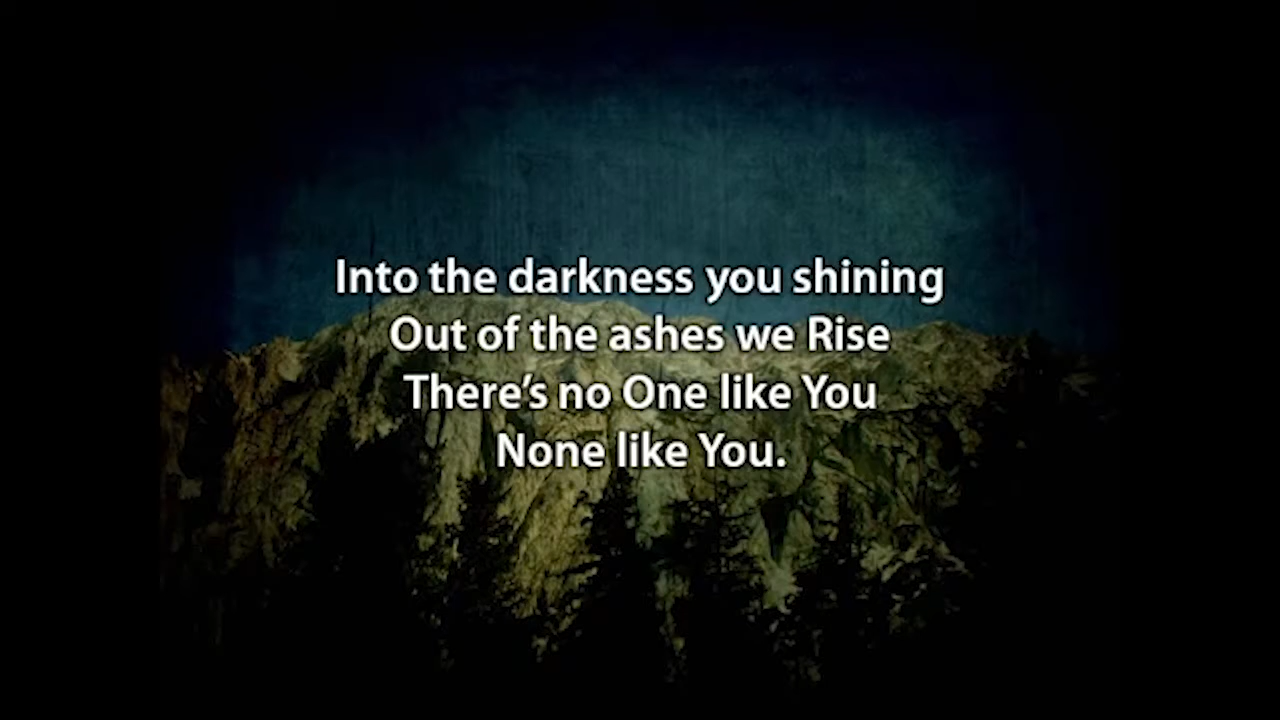 Into the darkness you shining
Out of the ashes we Rise
There's no One like You
None like You.